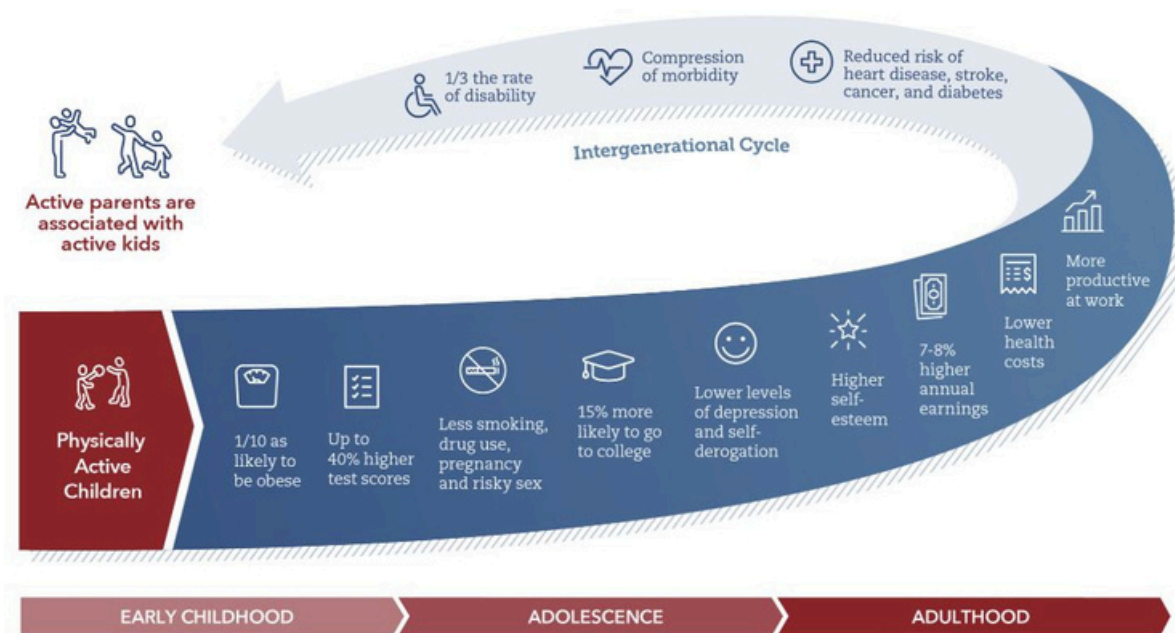 1/3 the rate
of disability
Compression
of morbidity
Reduced risk of
heart disease, stroke,
cancer, and diabetes
Intergenerational Cycle
Active parents are
associated with
active kids
Physically
Active
Children
1/10 as
likely to
be obese
Up to
40% higher
test scores
Less smoking,
drug use,
pregnancy
and risky sex
15% more
likely to go
to college
Lower levels
of depression
and self-
derogation
Higher
self-
esteem
7-8%
higher
annual
earnings
$
Lower
health
costs
More
productive
at work
EARLY CHILDHOOD
ADOLESCENCE
ADULTHOOD